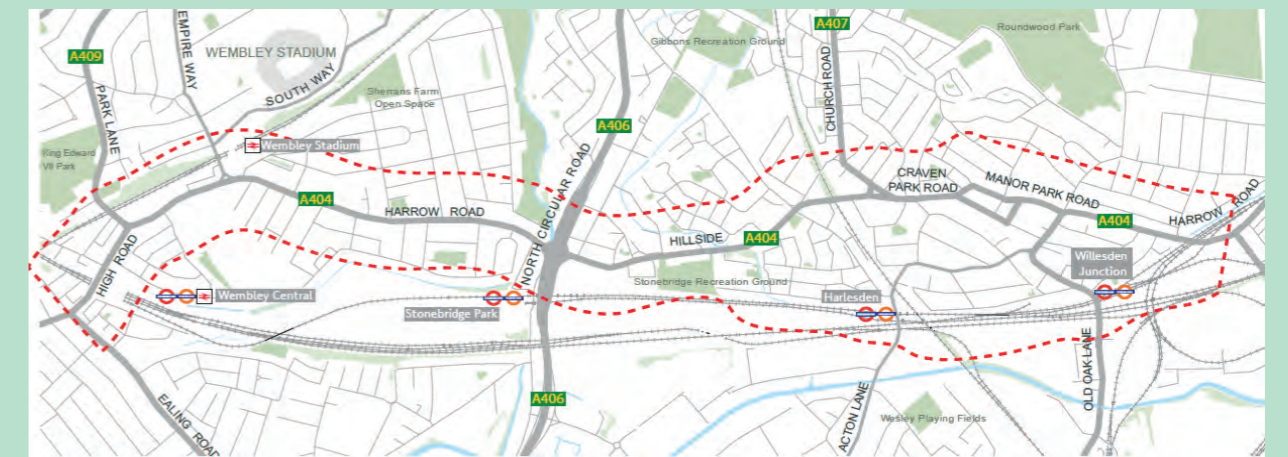 A409
PARK LANE
EMPIRE WAY
WEMBLEY STADIUM
SOUTH WAY
Sherrans Farm
Open Space
King Edward
VII Park
Wembley Stadium
A404
HARROW ROAD
HIGH ROAD
Wembley Central
Stonebridge Park
EALING ROAD
NORTH CIRCULAR ROAD
A406
A406
Gibbons Recreation Ground
A407
CHURCH ROAD
Roundwood Park
CRAVEN
PARK ROAD
MANOR PARK ROAD
A404
HARROW ROAD
HILLSIDE
A404
Stonebridge Recreation Ground
Harlesden
Willesden
Junction
ACTON LANE
OLD OAK LANE
Wesley Playing Fields